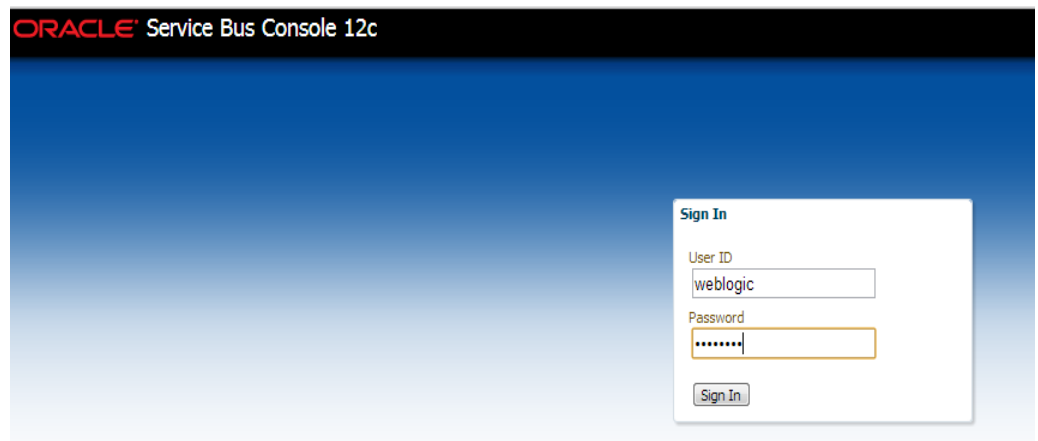 ORACLE Service Bus Console 12c
Sign In
User ID
weblogic
Password
••••••••
Sign In